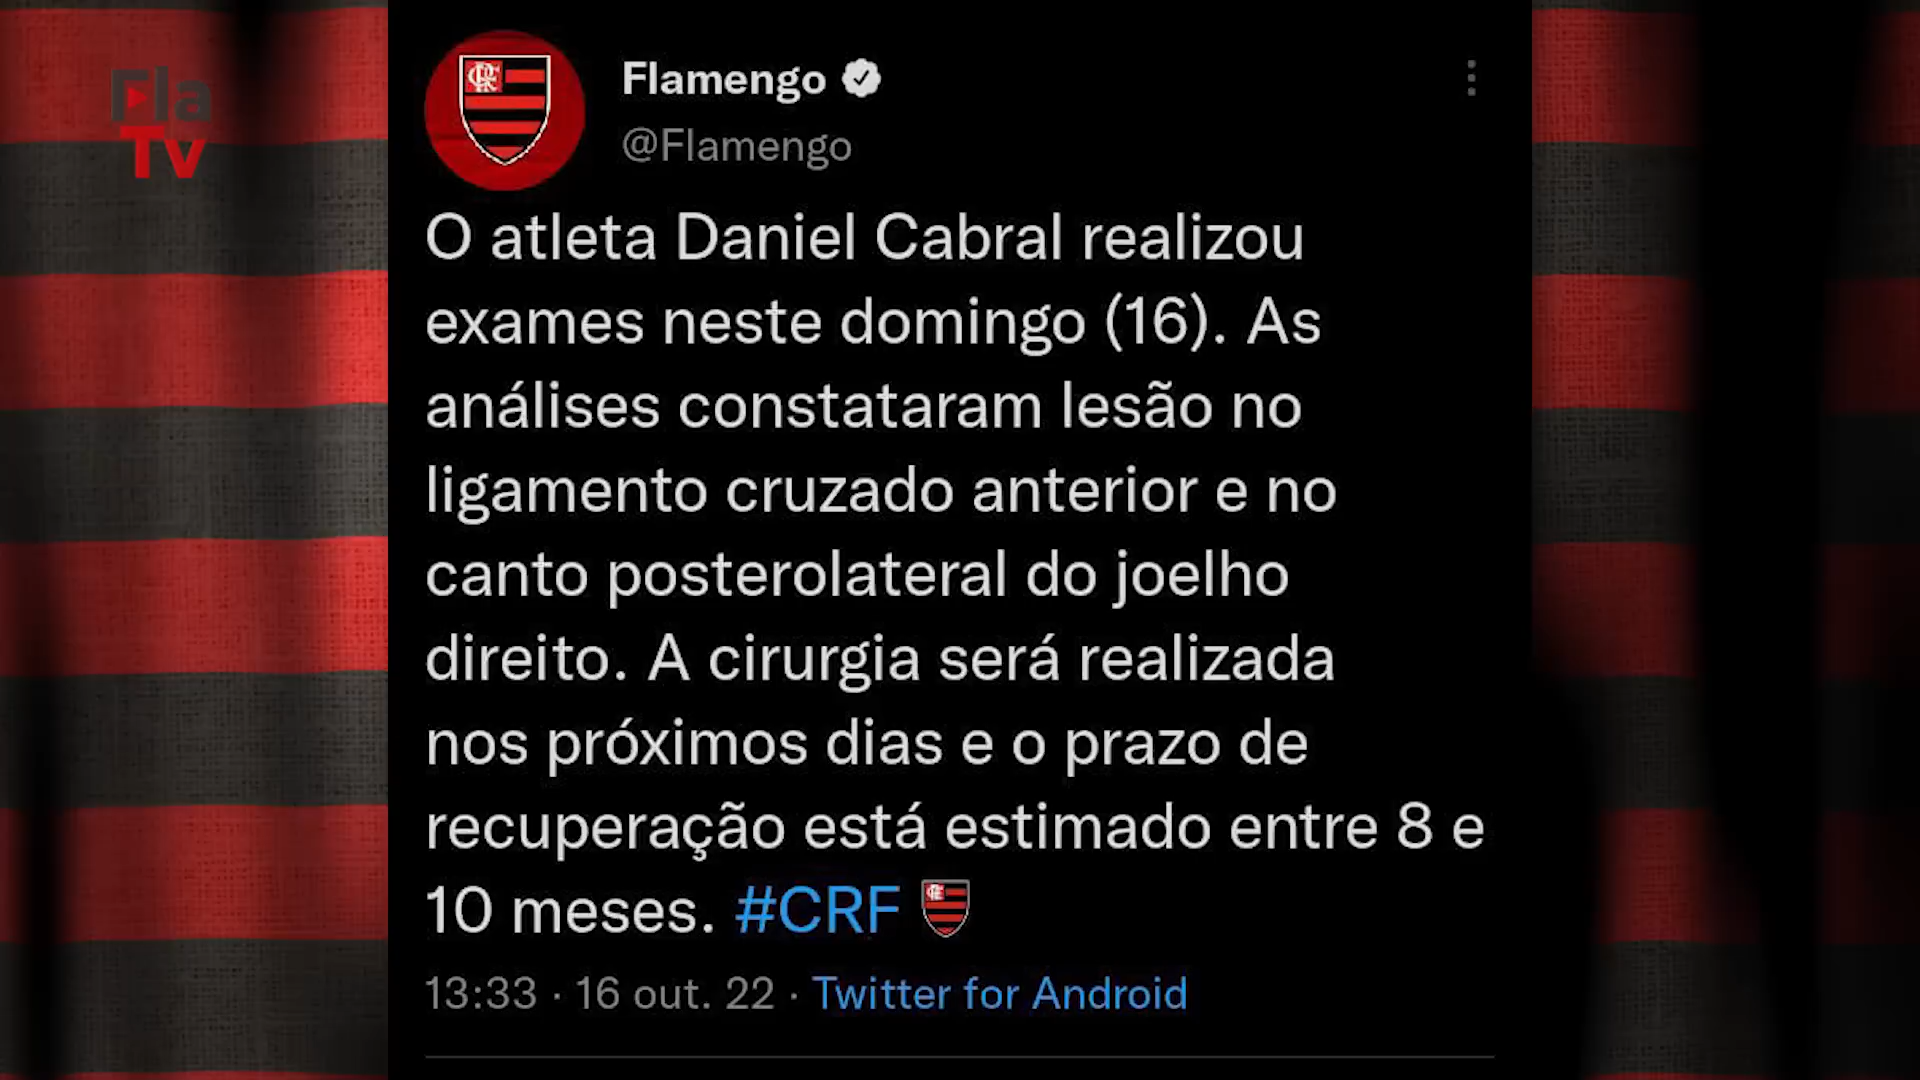 Fla
Tv
Flamengo
@Flamengo
O atleta Daniel Cabral realizou
exames neste domingo (16). As
análises constataram lesão no
ligamento cruzado anterior e no
canto posterolateral do joelho
direito. A cirurgia será realizada
nos próximos dias e o prazo de
recuperação está estimado entre 8 e
10 meses. #CRF
13:33 · 16 out. 22 · Twitter for Android